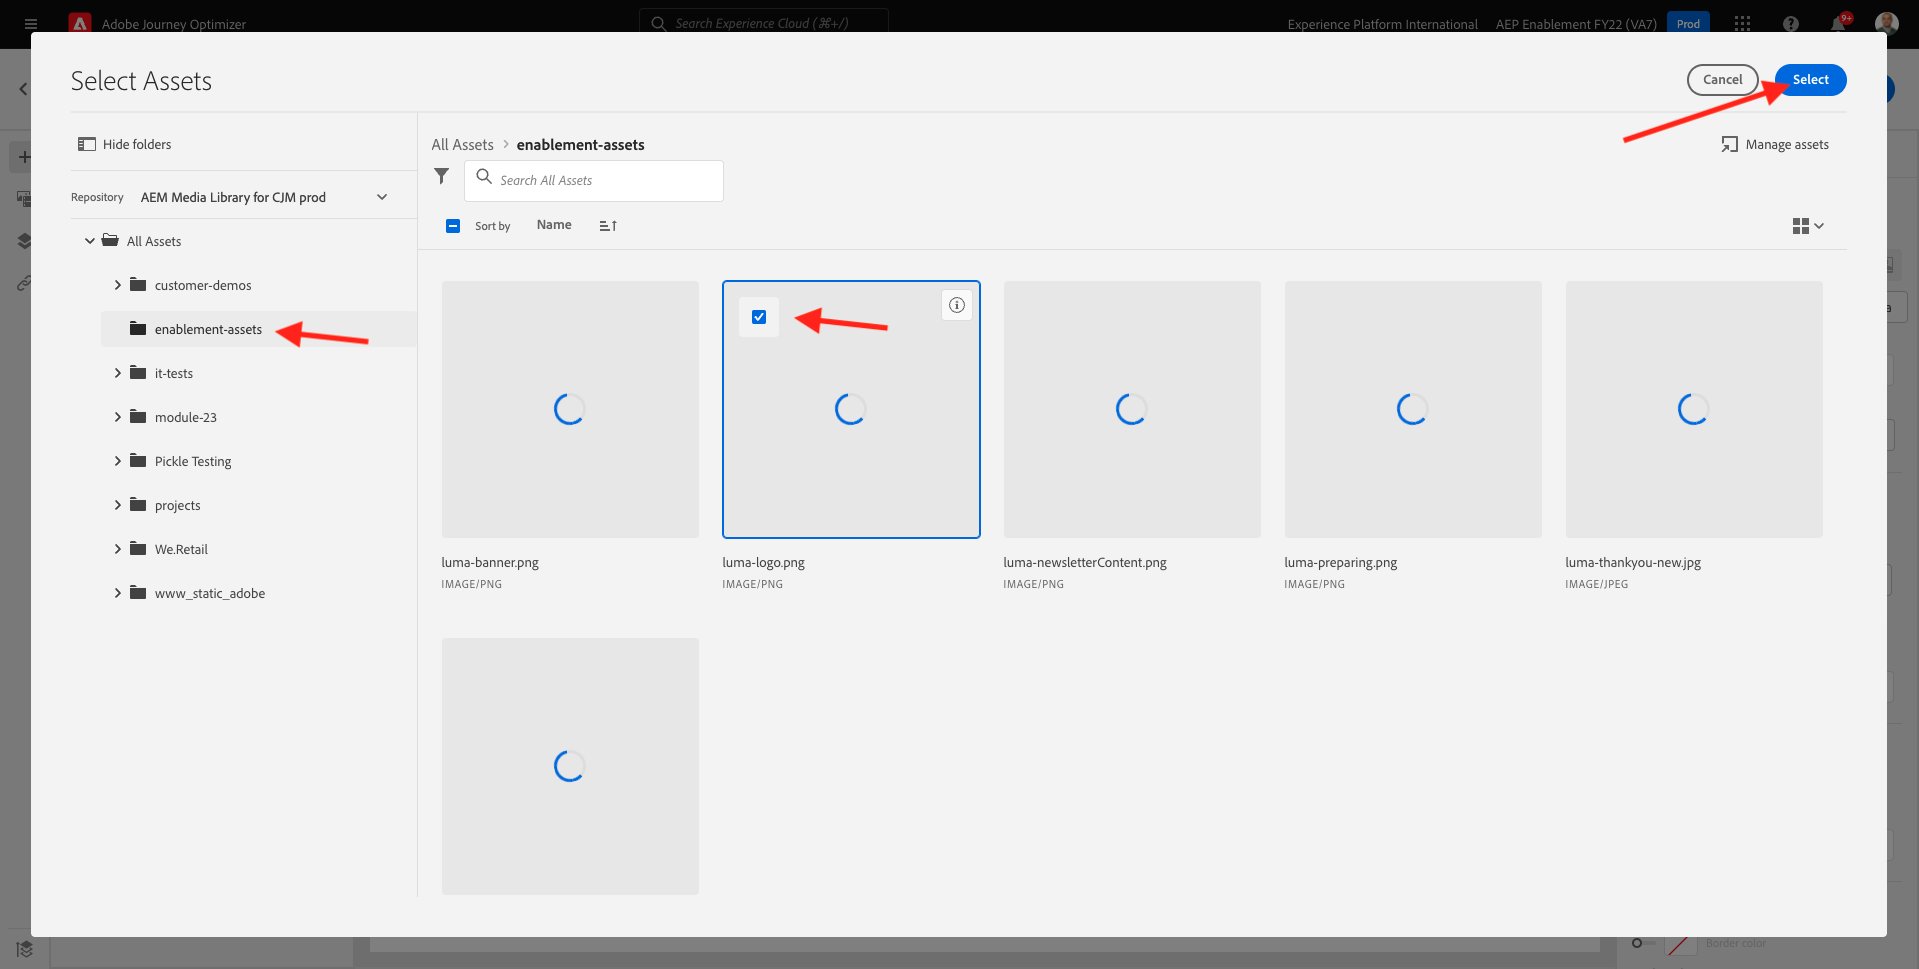 Adobe Journey Optimizer
Search Experience Cloud (⌘+/)
Experience Platform International
AEP Enablement FY22 (VA7)
Prod
9+
Select Assets
Cancel
Select
Hide folders
All Assets > enablement-assets
Manage assets
Search All Assets
Repository AEM Media Library for CJM prod
Sort by Name
All Assets
customer-demos
enablement-assets
it-tests
module-23
Pickle Testing
projects
We.Retail
www_static_adobe
luma-banner.png
IMAGE/PNG
luma-logo.png
IMAGE/PNG
luma-newsletterContent.png
IMAGE/PNG
luma-preparing.png
IMAGE/PNG
luma-thankyou-new.jpg
IMAGE/JPEG
Border color